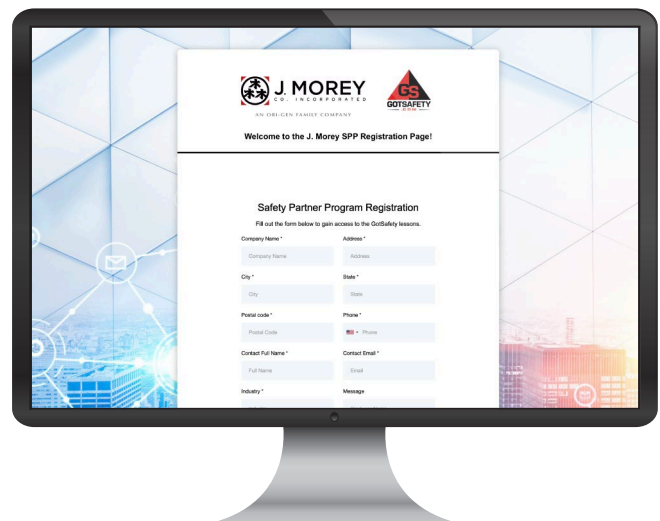 J. MOREY
CO. INCORPORATED
AN ORI-GEN FAMILY COMPANY
GS
GOTSAFETY
.COM
Welcome to the J. Morey SPP Registration Page!
Safety Partner Program Registration
Fill out the form below to gain access to the GotSafety lessons.
Company Name * Address *
Company Name Address
City * State *
City State
Postal code * Phone *
Postal Code Phone
Contact Full Name * Contact Email *
Full Name Email
Industry * Message